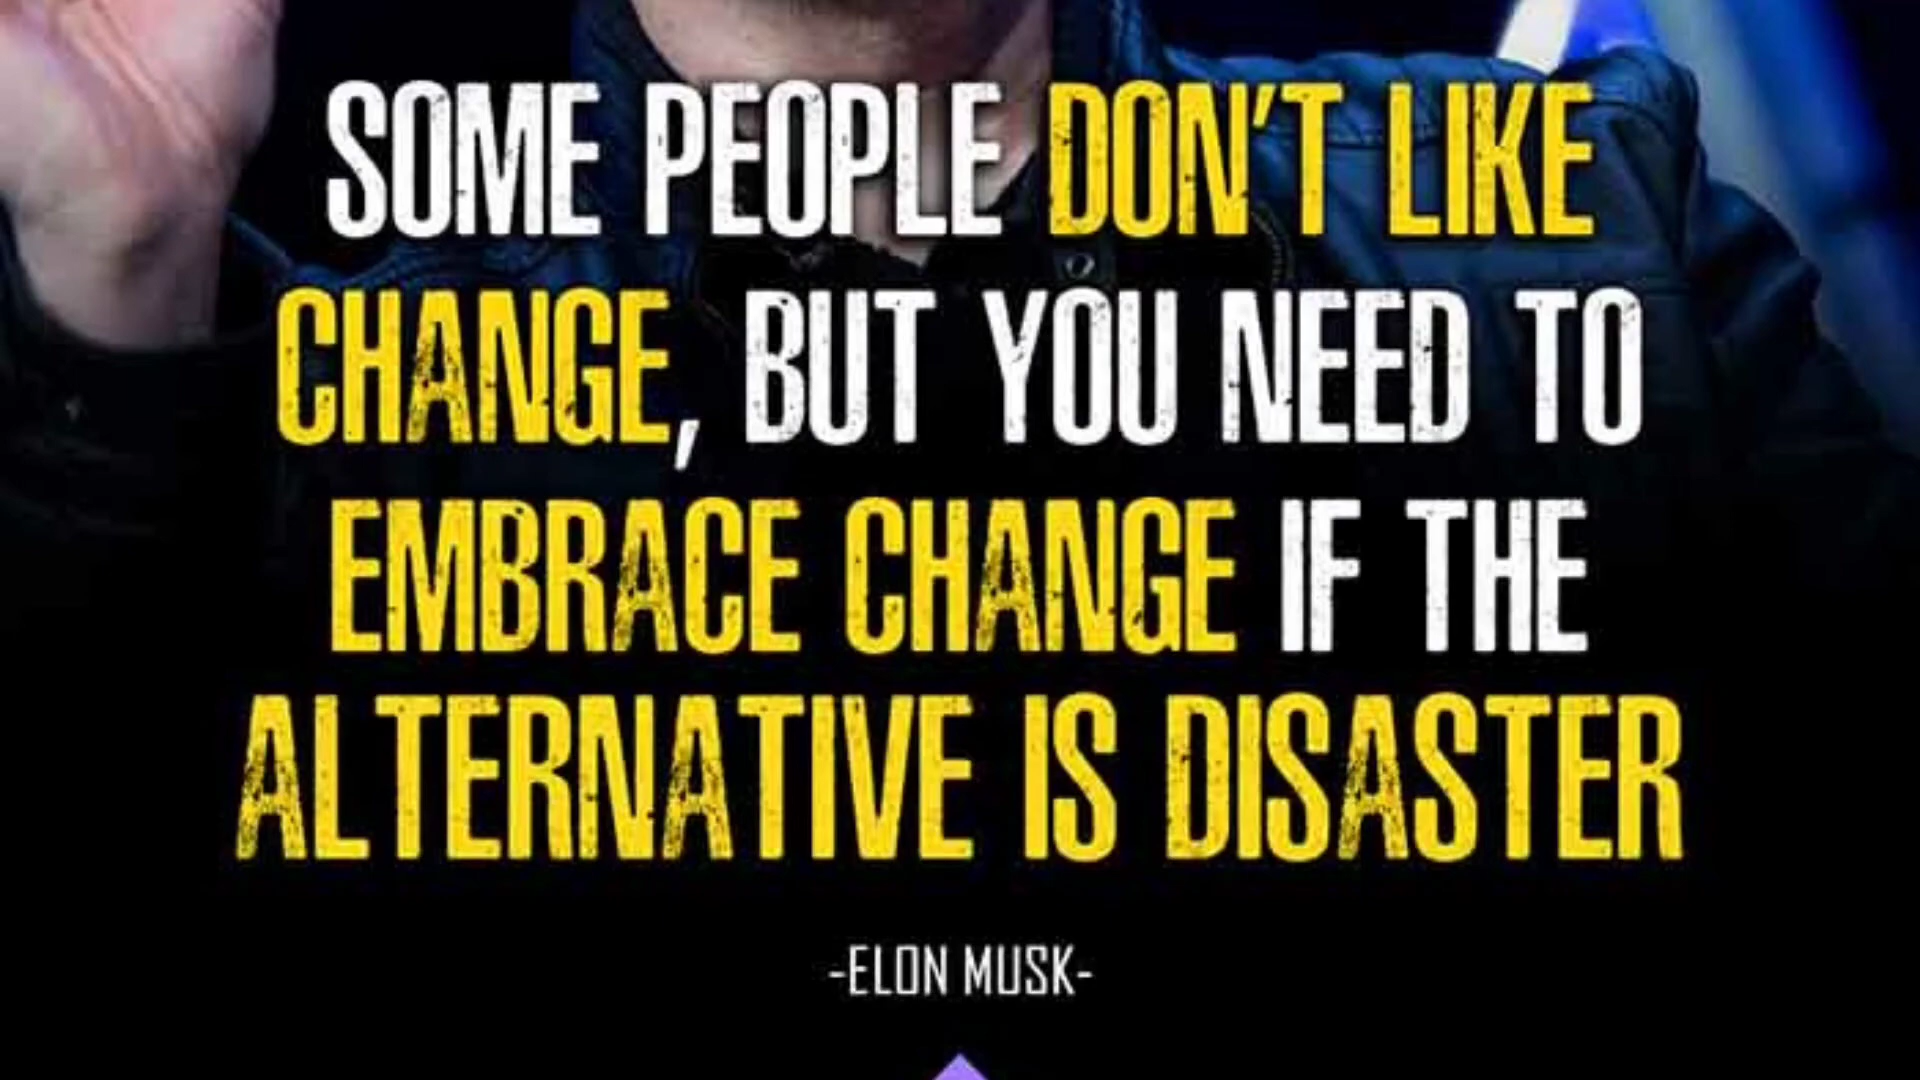 SOME PEOPLE DON'T LIKE
CHANGE, BUT YOU NEED TO
EMBRACE CHANGE IF THE
ALTERNATIVE IS DISASTER
-ELON MUSK-